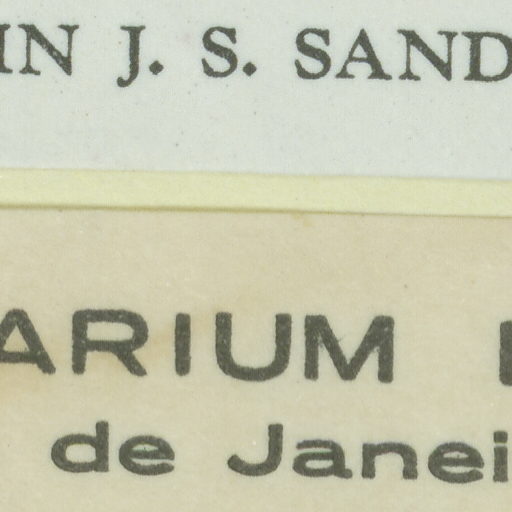 IN J. S. SAND
ARIUM
de Janei